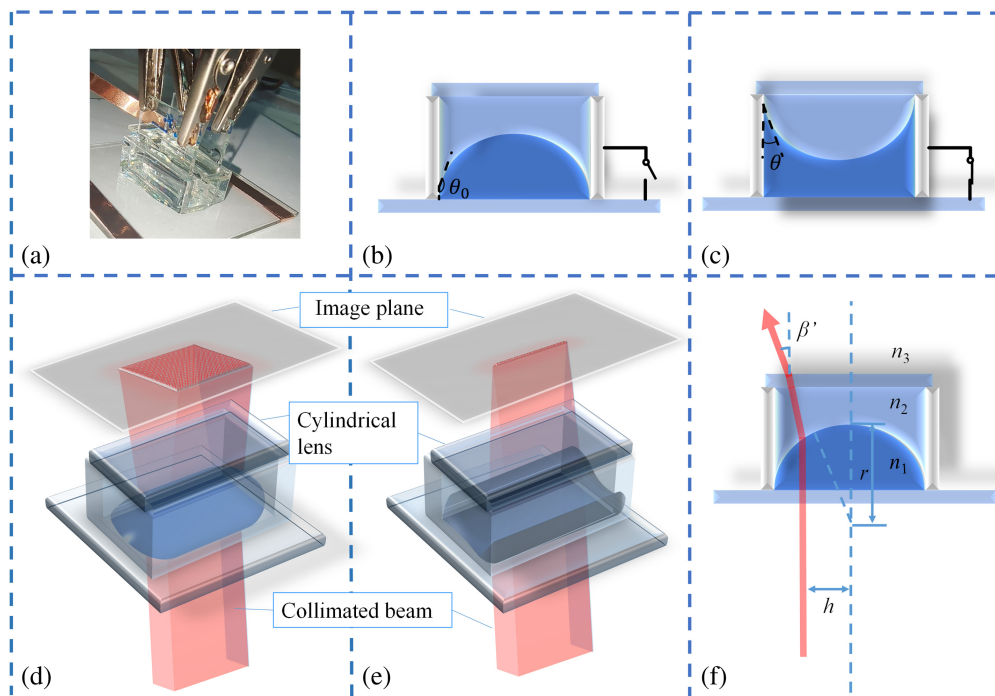 (a)
θ₀
(b)
θ
(c)
Image plane
Cylindrical
lens
Collimated beam
(d)
(e)
β’
n₃
n₂
n₁
r
h
(f)